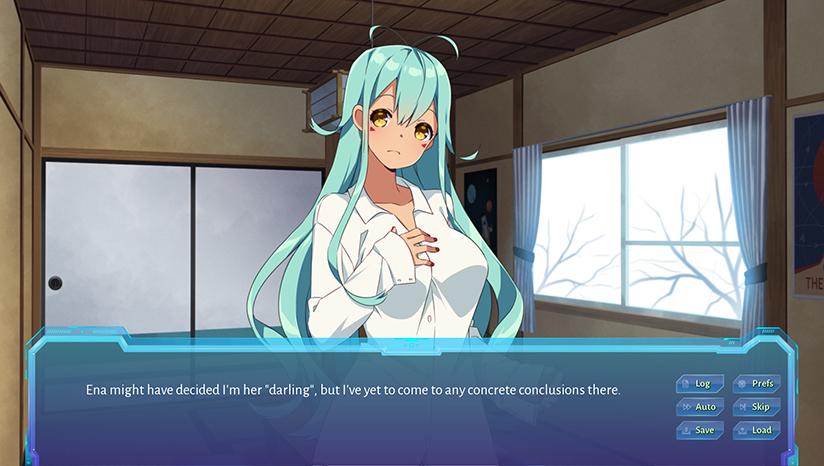 THE
Ena might have decided I'm her "darling", but I've yet to come to any concrete conclusions there.
Log
Prefs
Auto
Skip
Save
Load